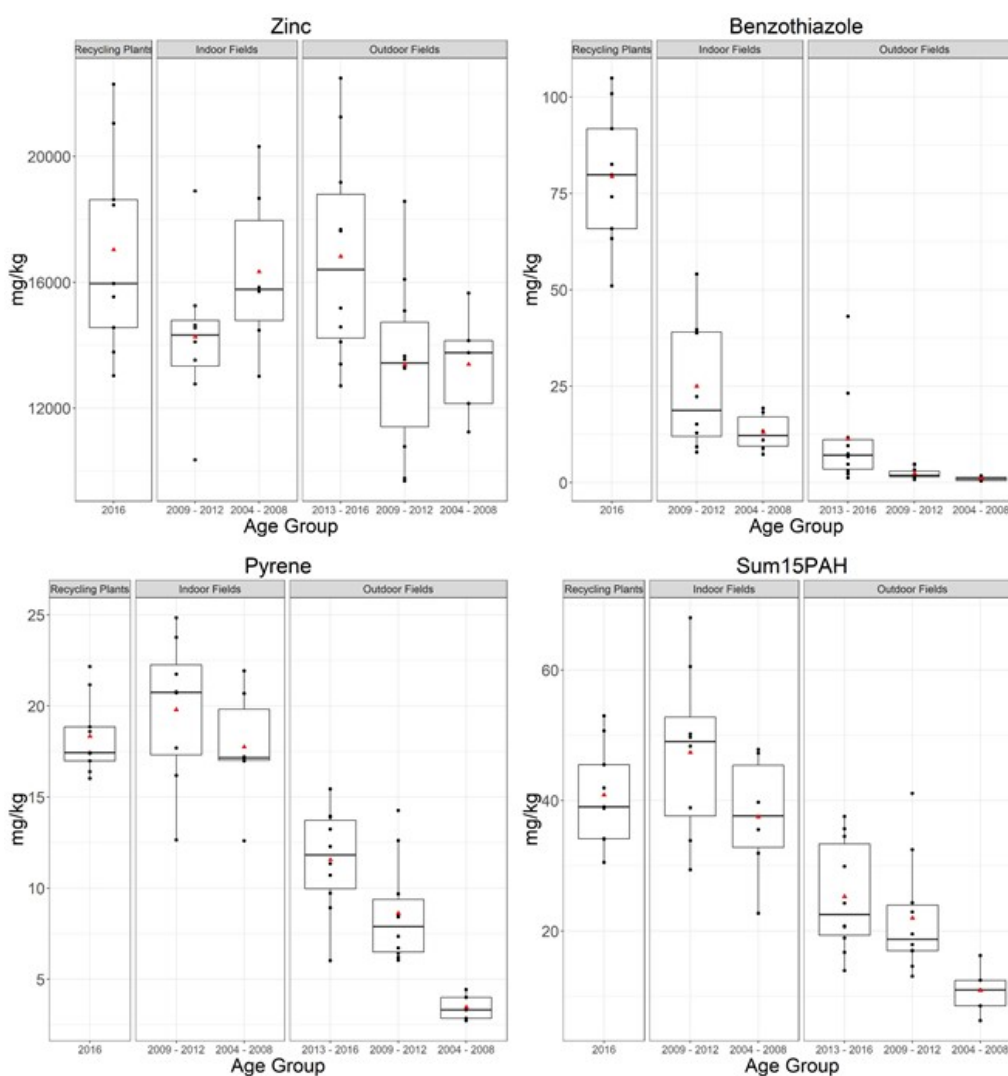 Zinc
Recycling Plants Indoor Fields Outdoor Fields
mg/kg
20000
16000
12000
2016 2009 - 2012 2004 - 2008 2013 - 2016 2009 - 2012 2004 - 2008
Age Group
Benzothiazole
Recycling Plants Indoor Fields Outdoor Fields
mg/kg
100
75
50
25
0
2016 2009 - 2012 2004 - 2008 2013 - 2016 2009 - 2012 2004 - 2008
Age Group
Pyrene
Recycling Plants Indoor Fields Outdoor Fields
mg/kg
25
20
15
10
5
2016 2009 - 2012 2004 - 2008 2013 - 2016 2009 - 2012 2004 - 2008
Age Group
Sum15PAH
Recycling Plants Indoor Fields Outdoor Fields
mg/kg
60
40
20
2016 2009 - 2012 2004 - 2008 2013 - 2016 2009 - 2012 2004 - 2008
Age Group